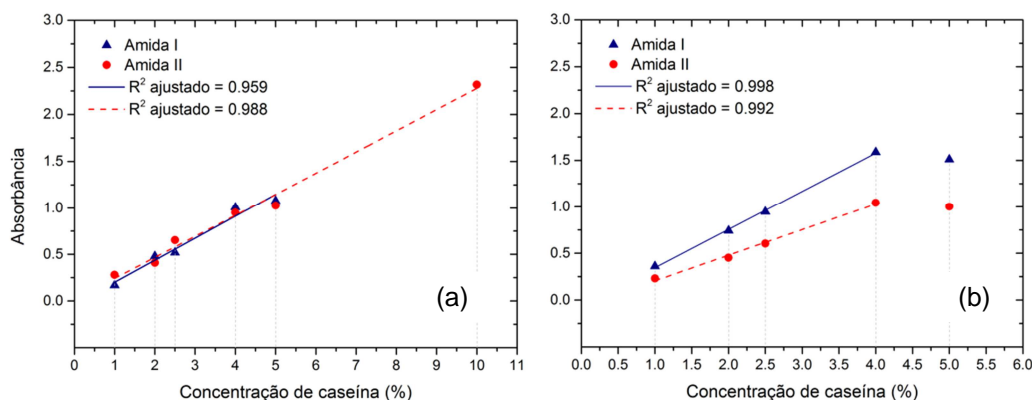 3.0
2.5
2.0
1.5
1.0
0.5
0.0
Absorbância
Amida I
Amida II
R² ajustado = 0.959
R² ajustado = 0.988
(a)
0 1 2 3 4 5 6 7 8 9 10 11
Concentração de caseína (%)
3.0
2.5
2.0
1.5
1.0
0.5
0.0
Amida I
Amida II
R² ajustado = 0.998
R² ajustado = 0.992
(b)
0.0 0.5 1.0 1.5 2.0 2.5 3.0 3.5 4.0 4.5 5.0 5.5 6.0
Concentração de caseína (%)